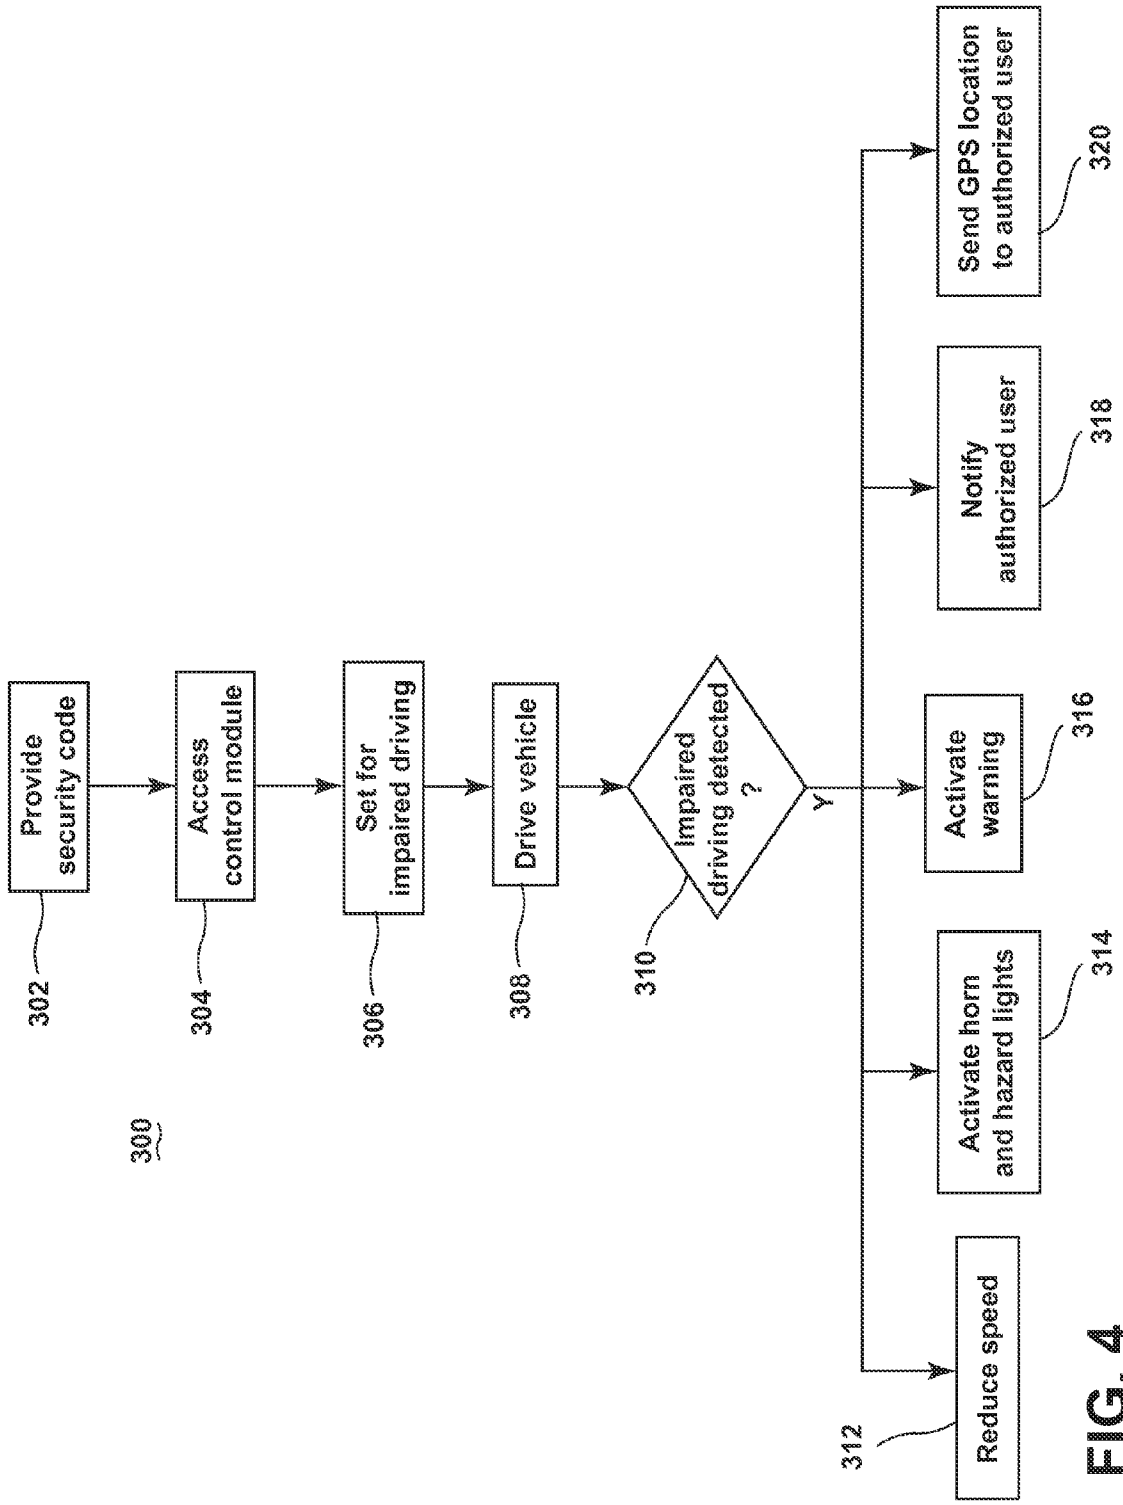 300
302
Provide
security code
304
Access
control module
306
Set for
impaired driving
308
Drive vehicle
310
Impaired
driving detected
?
Y
312
Reduce speed
Activate horn
and hazard lights
314
Activate
warning
316
Notify
authorized user
318
Send GPS location
to authorized user
320
FIG. 4